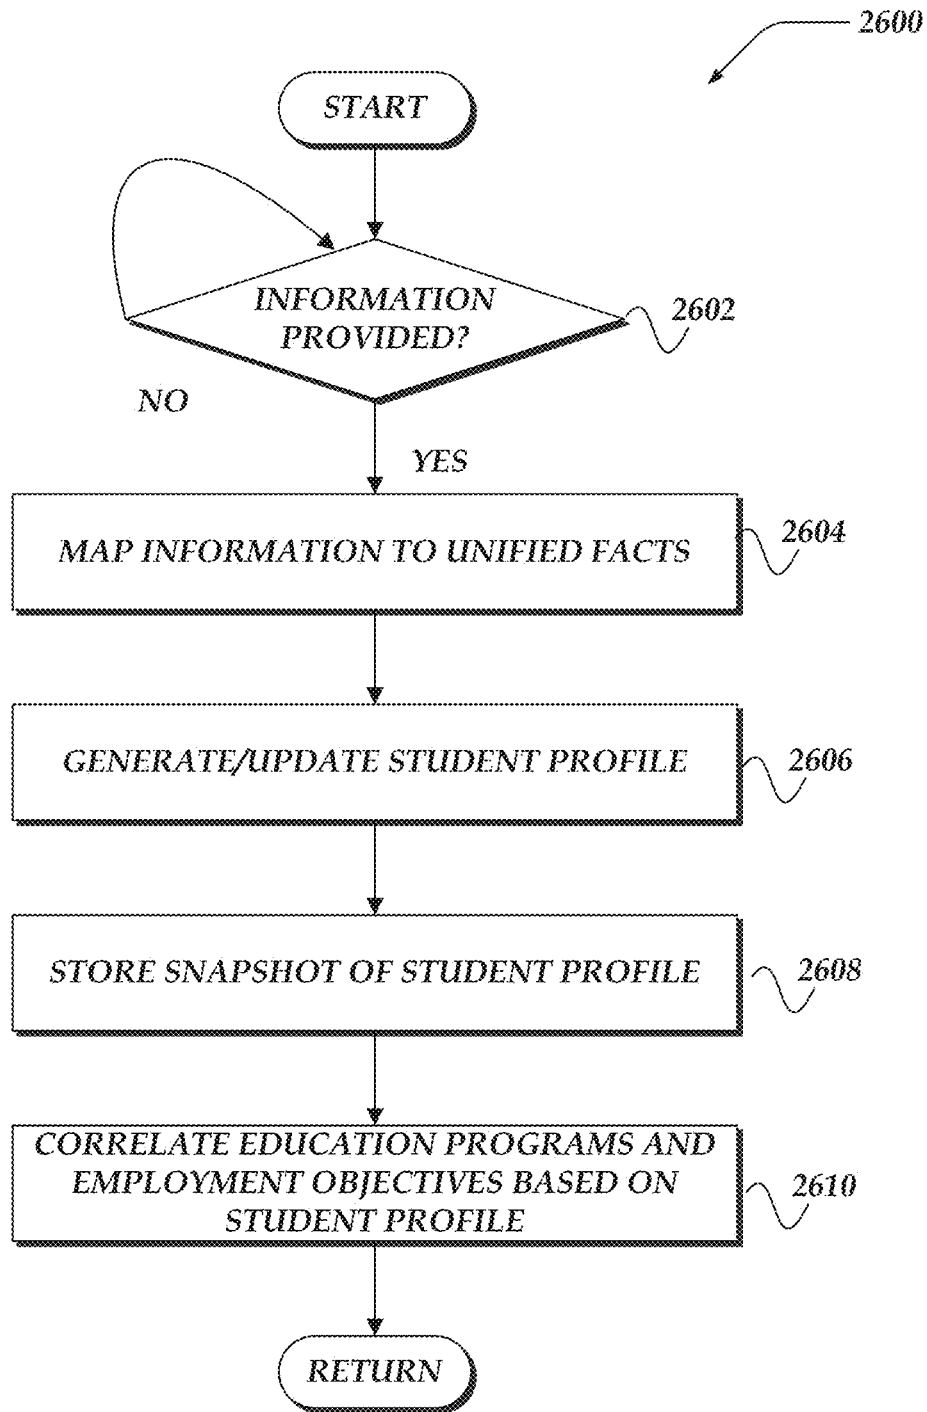 2600
START
INFORMATION
PROVIDED?
2602
NO
YES
MAP INFORMATION TO UNIFIED FACTS
2604
GENERATE/UPDATE STUDENT PROFILE
2606
STORE SNAPSHOT OF STUDENT PROFILE
2608
CORRELATE EDUCATION PROGRAMS AND
EMPLOYMENT OBJECTIVES BASED ON
STUDENT PROFILE
2610
RETURN